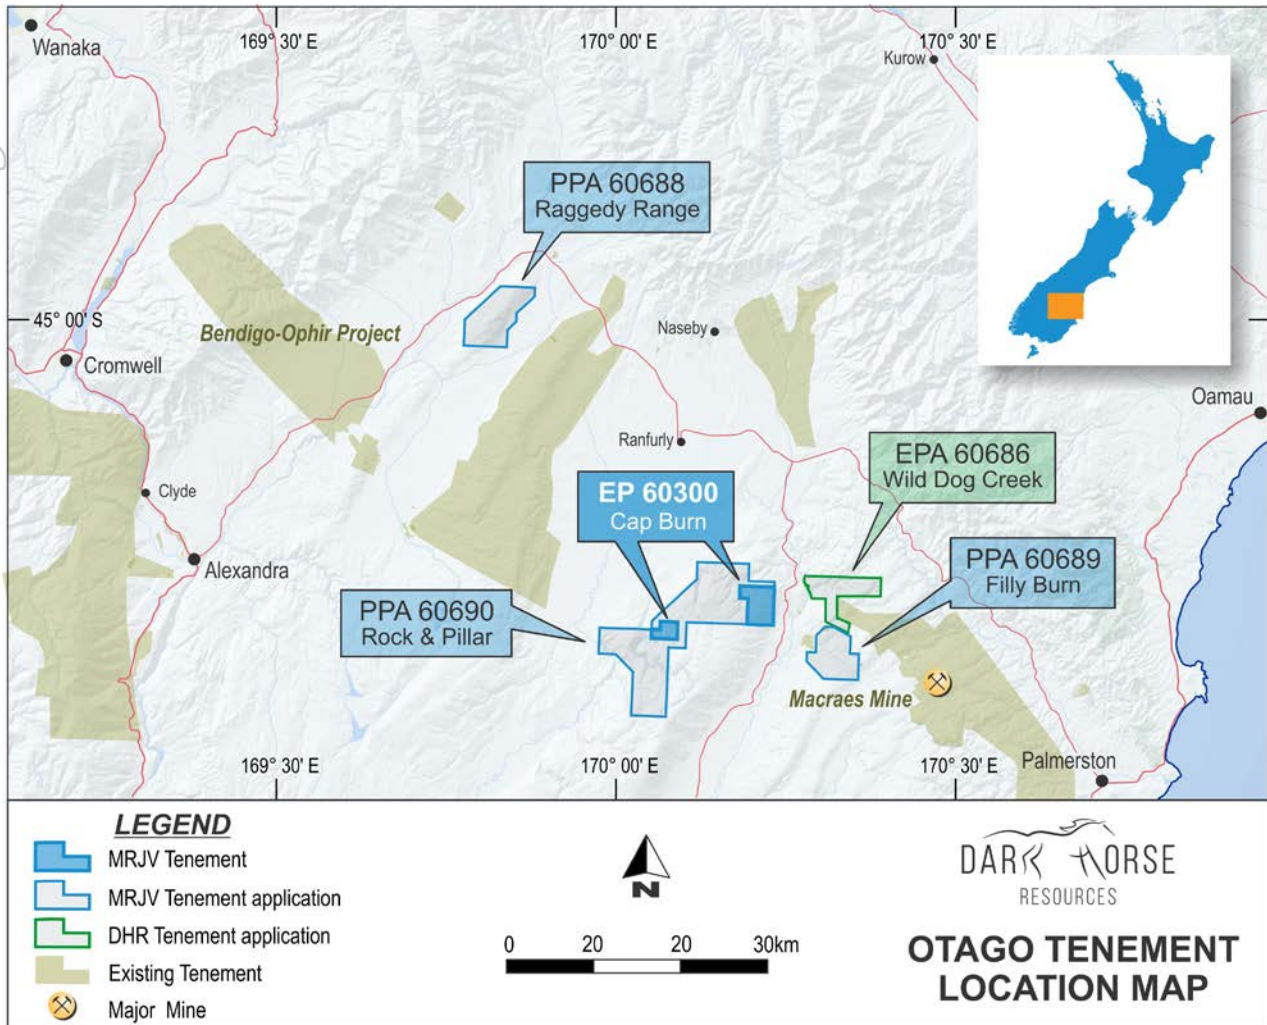 169° 30' E
170° 00' E
170° 30' E
Wanaka
Kurow
PPA 60688
Raggedy Range
45° 00' S
Bendigo-Ophir Project
Naseby
Cromwell
Oamau
Ranfurly
EPA 60686
Wild Dog Creek
EP 60300
Cap Burn
Clyde
PPA 60689
Filly Burn
Alexandra
PPA 60690
Rock & Pillar
Macraes Mine
169° 30' E
170° 00' E
170° 30' E
Palmerston
LEGEND
MRJV Tenement
MRJV Tenement application
DHR Tenement application
Existing Tenement
Major Mine
N
0 20 20 30km
DARK HORSE
RESOURCES
OTAGO TENEMENT
LOCATION MAP